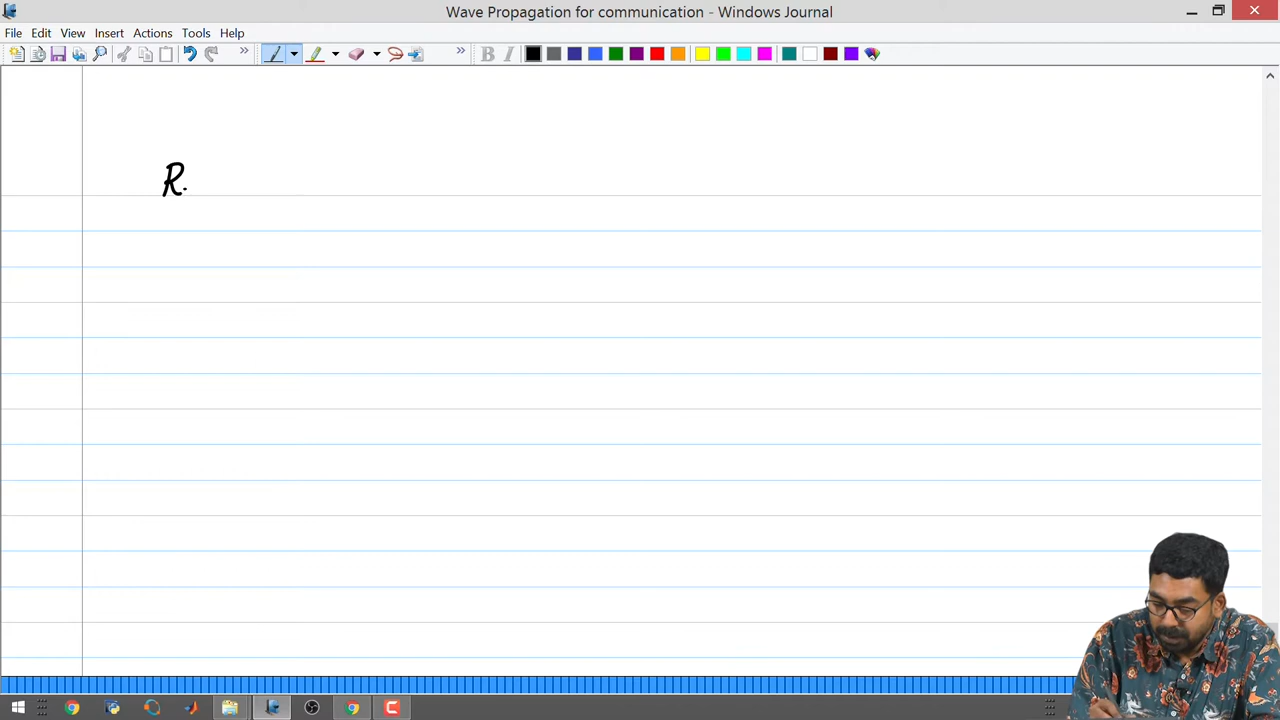 Wave Propagation for communication - Windows Journal
File Edit View Insert Actions Tools Help
» » B I
R.